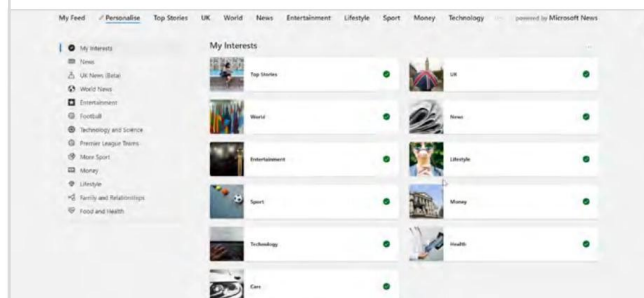 My Feed Personalise Top Stories UK World News Entertainment Lifestyle Sport Money Technology ... powered by Microsoft News
My Interests
News
UK News (Beta)
World News
Entertainment
Football
Technology and Science
Premier League Teams
More Sport
Money
Lifestyle
Family and Relationships
Food and Health
My Interests
...
Top Stories
UK
World
News
Entertainment
Lifestyle
Sport
Money
Technology
Health
Cars